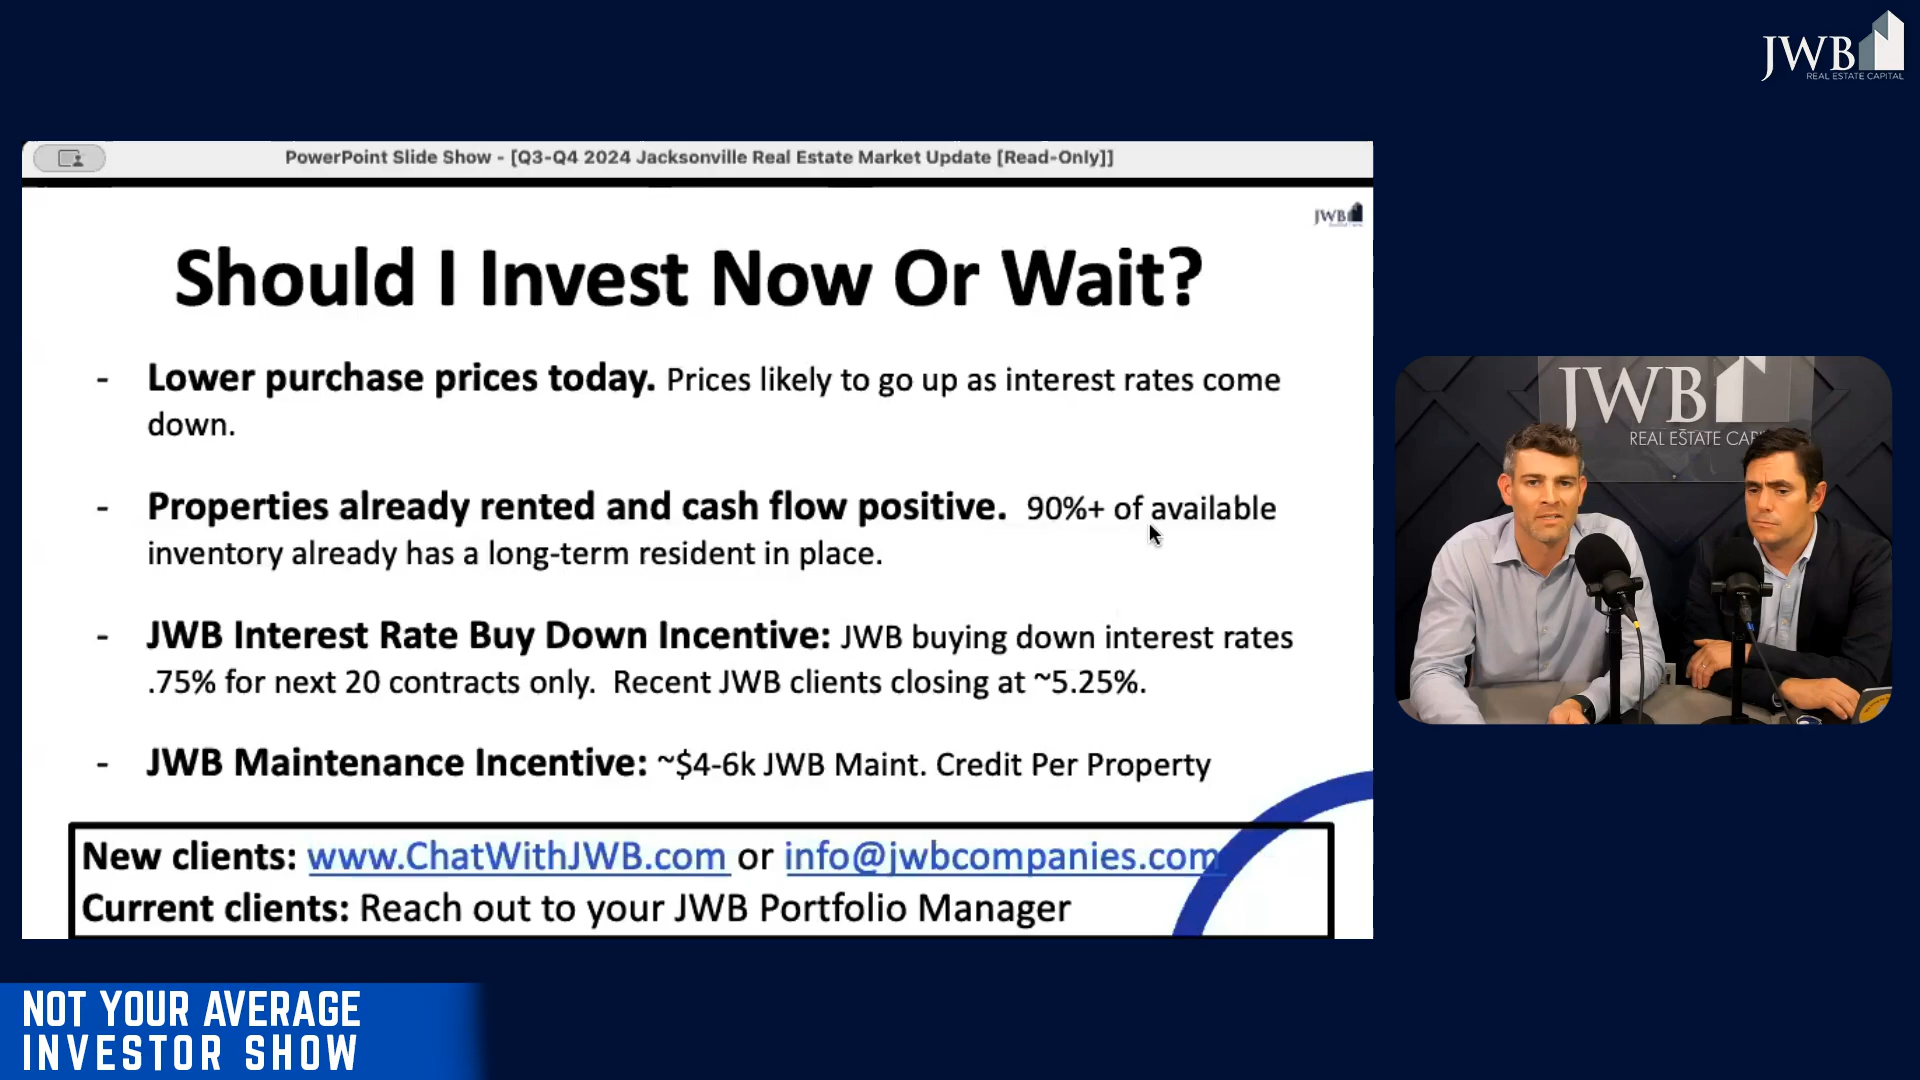 JWB
REAL ESTATE CAPITAL
PowerPoint Slide Show - [Q3-Q4 2024 Jacksonville Real Estate Market Update [Read-Only]]
JWB
Should I Invest Now Or Wait?
- Lower purchase prices today. Prices likely to go up as interest rates come
down.
- Properties already rented and cash flow positive. 90%+ of available
inventory already has a long-term resident in place.
- JWB Interest Rate Buy Down Incentive: JWB buying down interest rates
.75% for next 20 contracts only. Recent JWB clients closing at ~5.25%.
- JWB Maintenance Incentive: ~$4-6k JWB Maint. Credit Per Property
New clients: www.ChatWithJWB.com or info@jwbcompanies.com
Current clients: Reach out to your JWB Portfolio Manager
JWB
REAL ESTATE CAP
NOT YOUR AVERAGE
INVESTOR SHOW